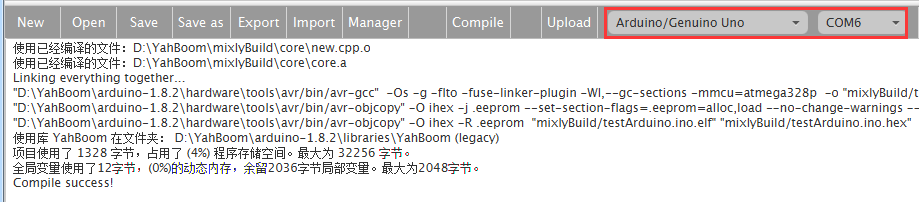 New Open Save Save as Export Import Manager Compile Upload Arduino/Genuino Uno COM6
使用已经编译的文件: D:\YahBoom\mixlyBuild\core\new.cpp.o
使用已经编译的文件: D:\YahBoom\mixlyBuild\core\core.a
Linking everything together...
"D:\YahBoom\arduino-1.8.2\hardware\tools\avr/bin/avr-gcc"  -Os -g -flto -fuse-linker-plugin -Wl,--gc-sections -mmcu=atmega328p  -o "mixlyBuild/t
"D:\YahBoom\arduino-1.8.2\hardware\tools\avr/bin/avr-objcopy" -O ihex -j .eeprom --set-section-flags=.eeprom=alloc,load --no-change-warnings --
"D:\YahBoom\arduino-1.8.2\hardware\tools\avr/bin/avr-objcopy" -O ihex -R .eeprom  "mixlyBuild/testArduino.ino.elf" "mixlyBuild/testArduino.ino.hex"
使用库 YahBoom 在文件夹: D:\YahBoom\arduino-1.8.2\libraries\YahBoom (legacy)
项目使用了 1328 字节，占用了 (4%) 程序存储空间。最大为 32256 字节。
全局变量使用了12字节，(0%)的动态内存，余留2036字节局部变量。最大为2048字节。
Compile success!